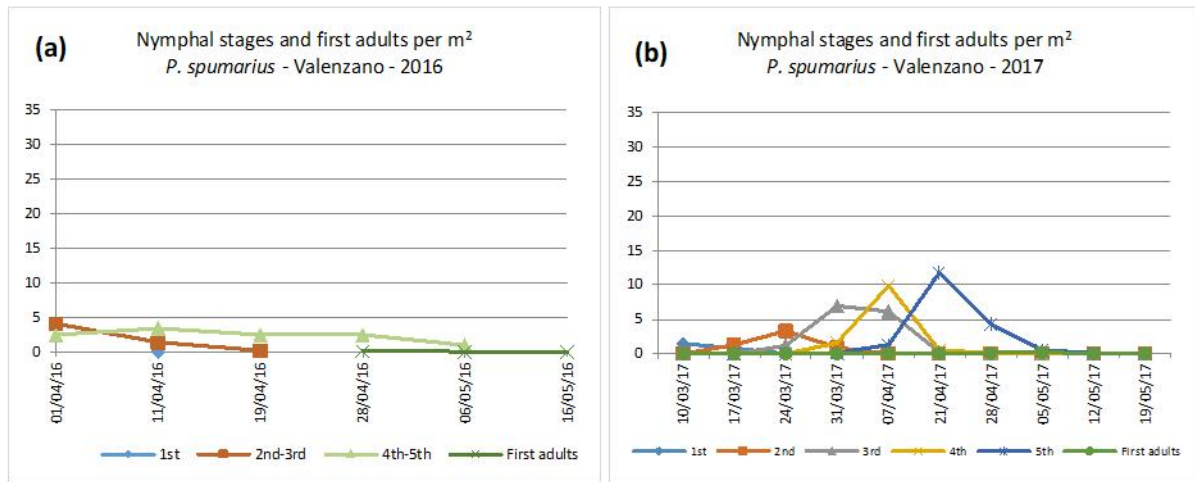 (a)
Nymphal stages and first adults per m²
P. spumarius - Valenzano - 2016
35
30
25
20
15
10
5
0
01/04/16
11/04/16
19/04/16
28/04/16
06/05/16
16/05/16
1st
2nd-3rd
4th-5th
First adults
(b)
Nymphal stages and first adults per m²
P. spumarius - Valenzano - 2017
35
30
25
20
15
10
5
0
10/03/17
17/03/17
24/03/17
31/03/17
07/04/17
21/04/17
28/04/17
05/05/17
12/05/17
19/05/17
1st
2nd
3rd
4th
5th
First adults